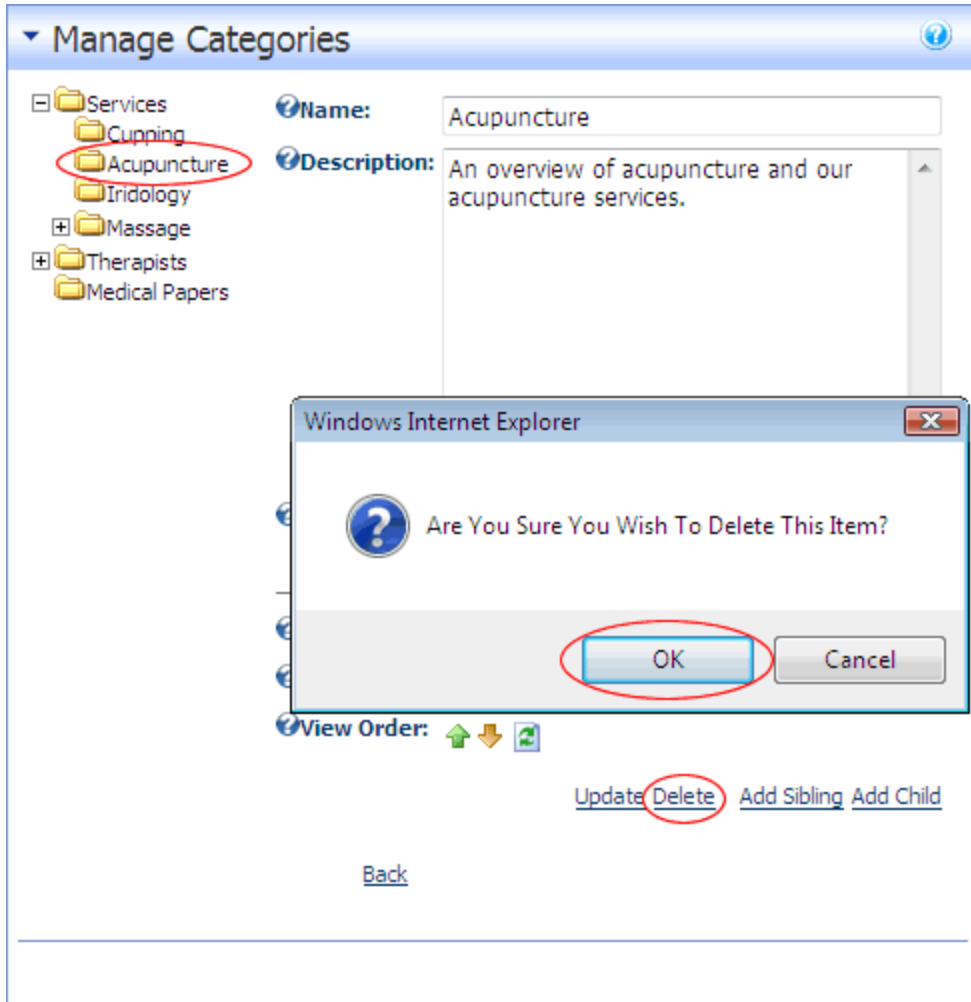 Manage Categories
Services
Cupping
Acupuncture
Iridology
Massage
Therapists
Medical Papers
Name:
Acupuncture
Description:
An overview of acupuncture and our
acupuncture services.
Windows Internet Explorer
Are You Sure You Wish To Delete This Item?
OK Cancel
View Order:
Update Delete Add Sibling Add Child
Back